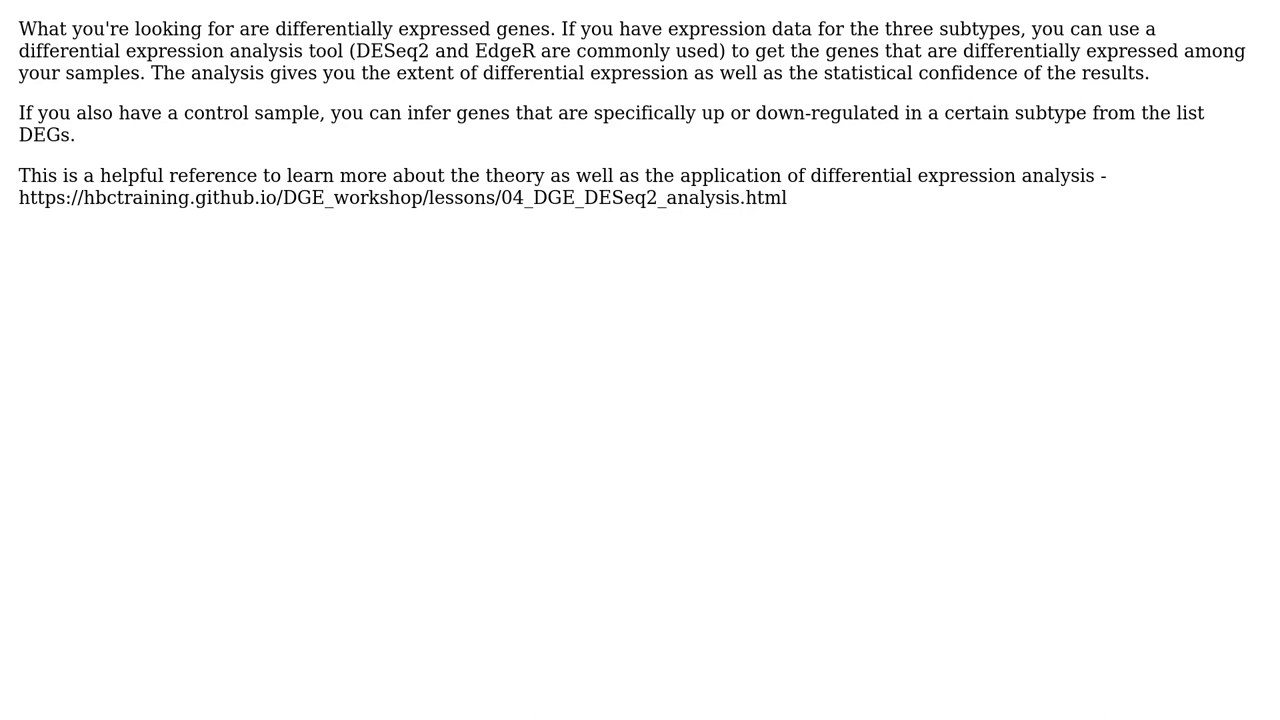 What you're looking for are differentially expressed genes. If you have expression data for the three subtypes, you can use a
differential expression analysis tool (DESeq2 and EdgeR are commonly used) to get the genes that are differentially expressed among
your samples. The analysis gives you the extent of differential expression as well as the statistical confidence of the results.
If you also have a control sample, you can infer genes that are specifically up or down-regulated in a certain subtype from the list
DEGs.
This is a helpful reference to learn more about the theory as well as the application of differential expression analysis -
https://hbctraining.github.io/DGE_workshop/lessons/04_DGE_DESeq2_analysis.html